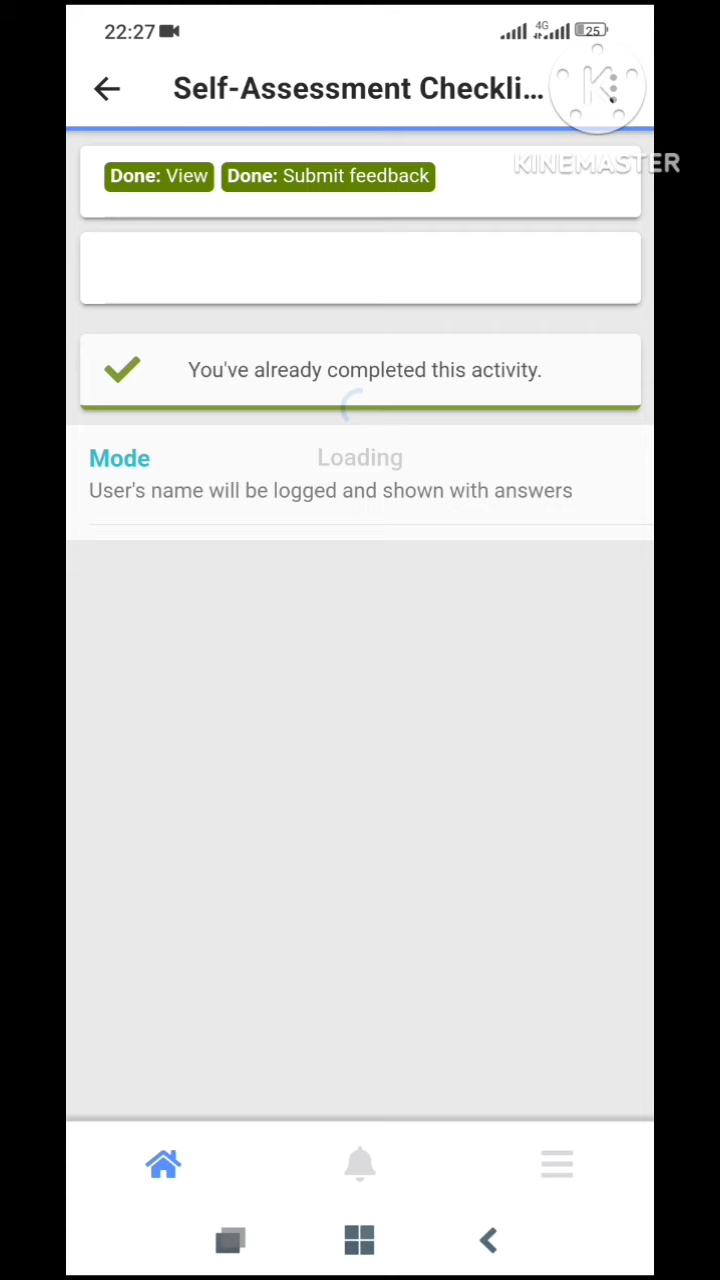 22:27
4G
25
Self-Assessment Checkli...
KINEMASTER
Done: View Done: Submit feedback
You've already completed this activity.
Loading
Mode
User's name will be logged and shown with answers